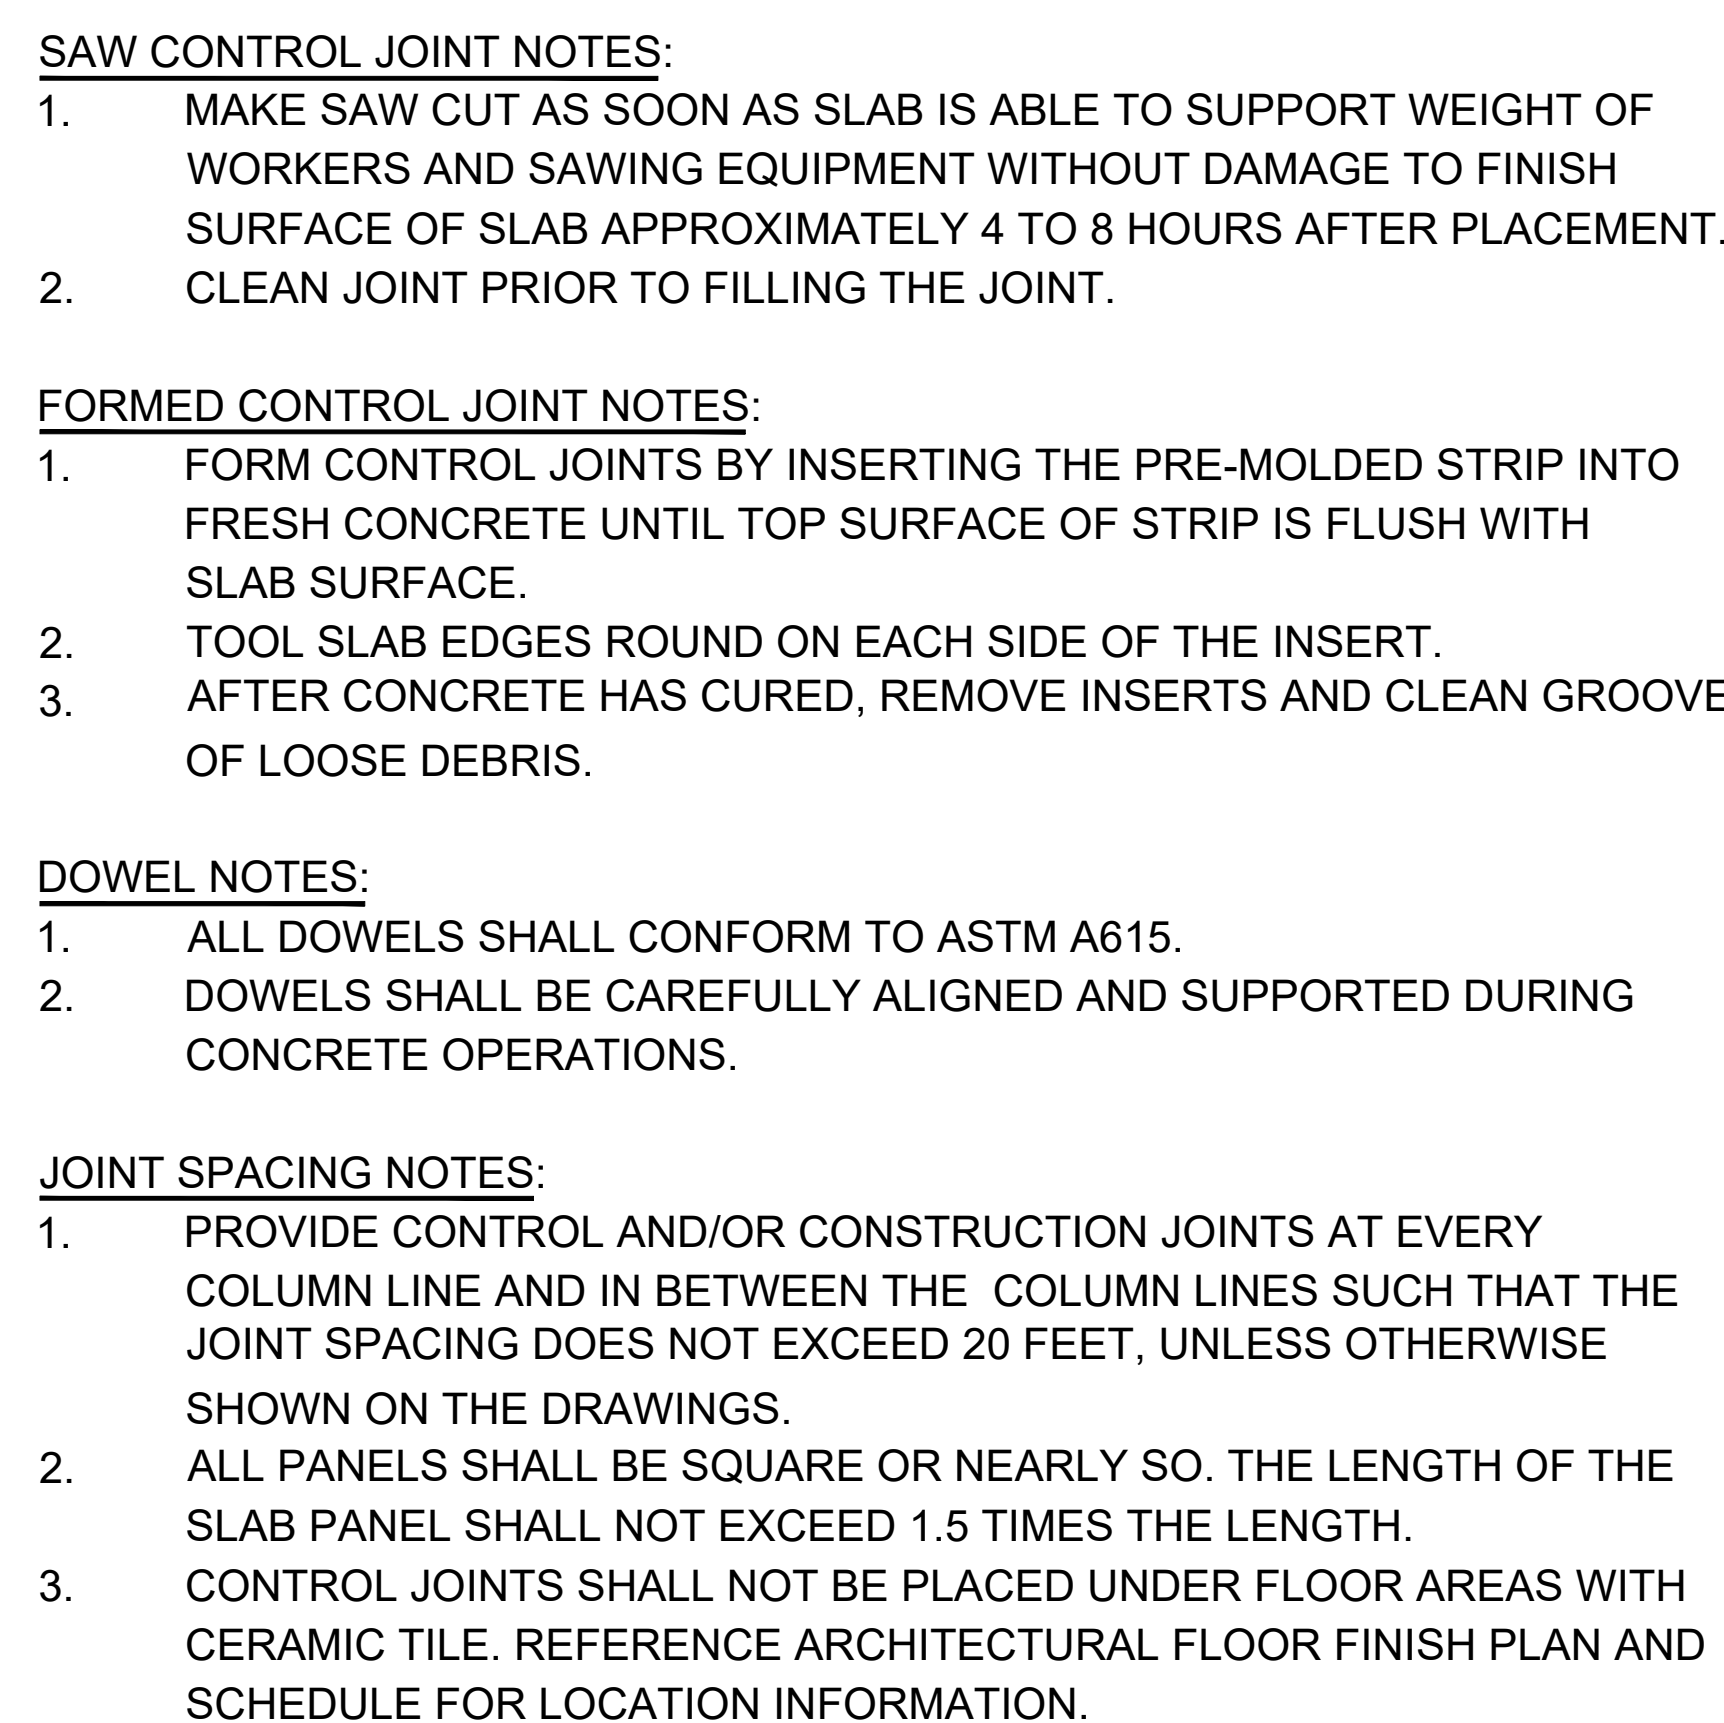 SAW CONTROL JOINT NOTES:
1. MAKE SAW CUT AS SOON AS SLAB IS ABLE TO SUPPORT WEIGHT OF
WORKERS AND SAWING EQUIPMENT WITHOUT DAMAGE TO FINISH
SURFACE OF SLAB APPROXIMATELY 4 TO 8 HOURS AFTER PLACEMENT.
2. CLEAN JOINT PRIOR TO FILLING THE JOINT.
FORMED CONTROL JOINT NOTES:
1. FORM CONTROL JOINTS BY INSERTING THE PRE-MOLDED STRIP INTO
FRESH CONCRETE UNTIL TOP SURFACE OF STRIP IS FLUSH WITH
SLAB SURFACE.
2. TOOL SLAB EDGES ROUND ON EACH SIDE OF THE INSERT.
3. AFTER CONCRETE HAS CURED, REMOVE INSERTS AND CLEAN GROOVE
OF LOOSE DEBRIS.
DOWEL NOTES:
1. ALL DOWELS SHALL CONFORM TO ASTM A615.
2. DOWELS SHALL BE CAREFULLY ALIGNED AND SUPPORTED DURING
CONCRETE OPERATIONS.
JOINT SPACING NOTES:
1. PROVIDE CONTROL AND/OR CONSTRUCTION JOINTS AT EVERY
COLUMN LINE AND IN BETWEEN THE COLUMN LINES SUCH THAT THE
JOINT SPACING DOES NOT EXCEED 20 FEET, UNLESS OTHERWISE
SHOWN ON THE DRAWINGS.
2. ALL PANELS SHALL BE SQUARE OR NEARLY SO. THE LENGTH OF THE
SLAB PANEL SHALL NOT EXCEED 1.5 TIMES THE LENGTH.
3. CONTROL JOINTS SHALL NOT BE PLACED UNDER FLOOR AREAS WITH
CERAMIC TILE. REFERENCE ARCHITECTURAL FLOOR FINISH PLAN AND
SCHEDULE FOR LOCATION INFORMATION.